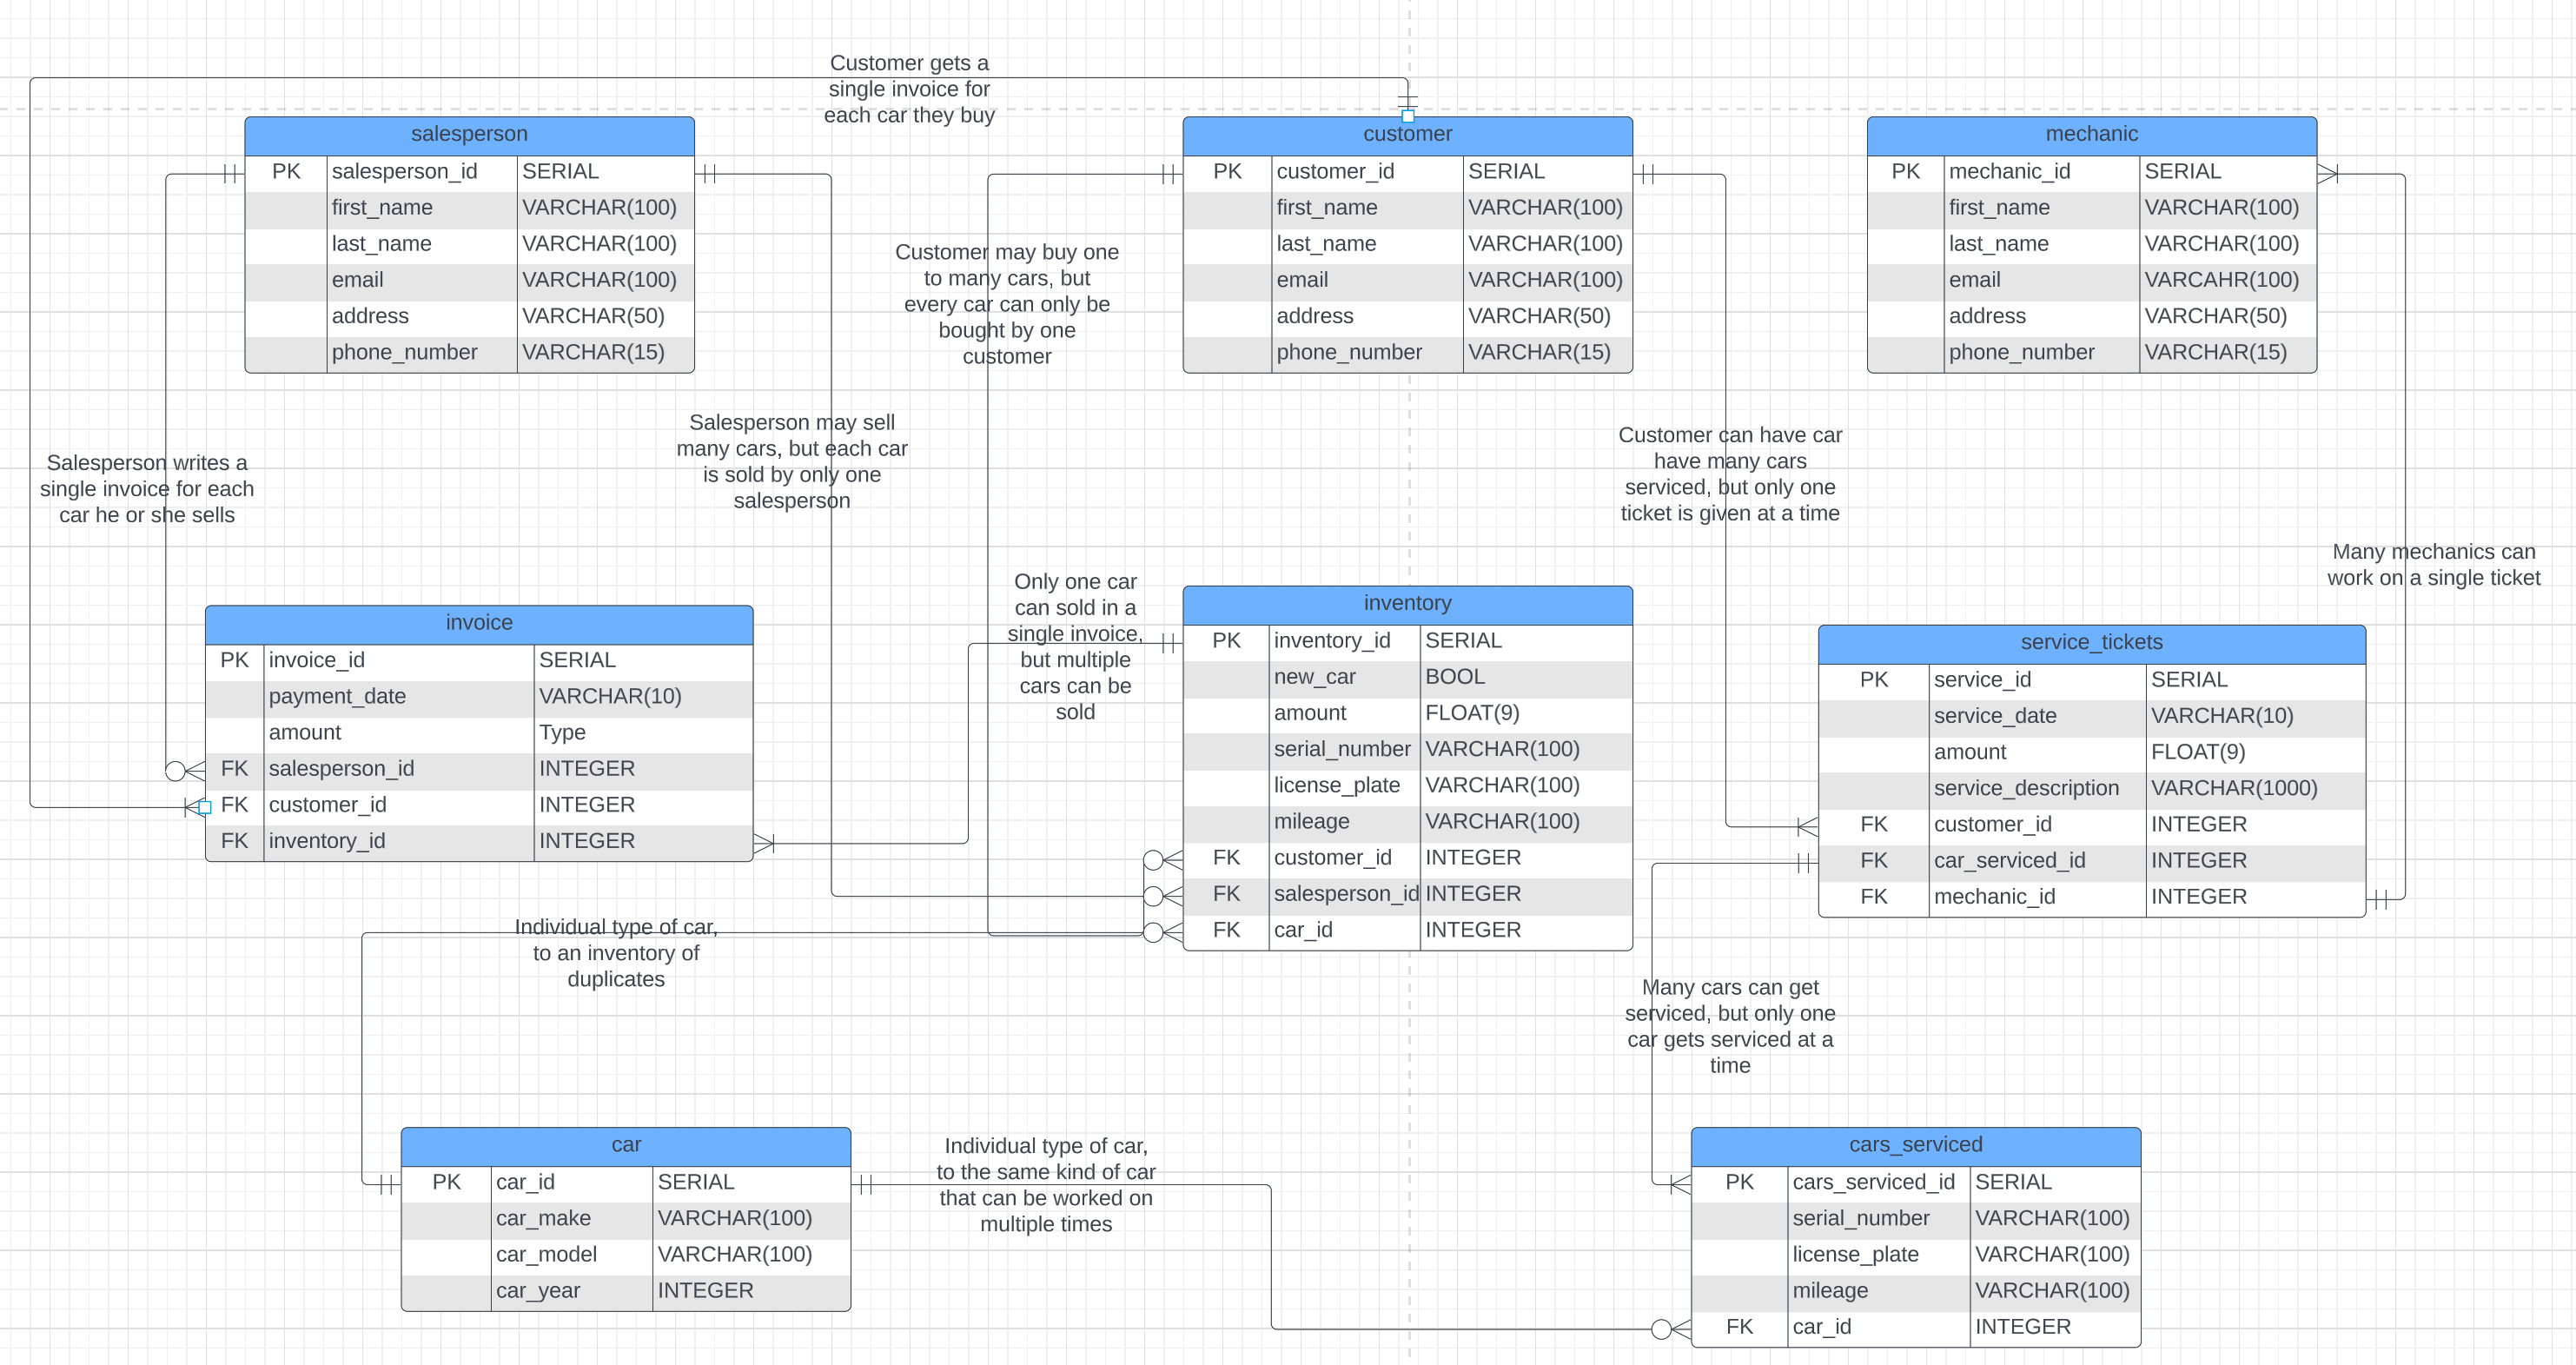 Customer gets a
single invoice for
each car they buy
salesperson
PK salesperson_id SERIAL
first_name VARCHAR(100)
last_name VARCHAR(100)
email VARCHAR(100)
address VARCHAR(50)
phone_number VARCHAR(15)
customer
PK customer_id SERIAL
first_name VARCHAR(100)
last_name VARCHAR(100)
email VARCHAR(100)
address VARCHAR(50)
phone_number VARCHAR(15)
mechanic
PK mechanic_id SERIAL
first_name VARCHAR(100)
last_name VARCHAR(100)
email VARCAHR(100)
address VARCHAR(50)
phone_number VARCHAR(15)
Customer may buy one
to many cars, but
every car can only be
bought by one
customer
Salesperson writes a
single invoice for each
car he or she sells
Salesperson may sell
many cars, but each car
is sold by only one
salesperson
Customer can have car
have many cars
serviced, but only one
ticket is given at a time
Many mechanics can
work on a single ticket
Only one car
can sold in a
single invoice,
but multiple
cars can be
sold
invoice
PK invoice_id SERIAL
payment_date VARCHAR(10)
amount Type
FK salesperson_id INTEGER
FK customer_id INTEGER
FK inventory_id INTEGER
inventory
PK inventory_id SERIAL
new_car BOOL
amount FLOAT(9)
serial_number VARCHAR(100)
license_plate VARCHAR(100)
mileage VARCHAR(100)
FK customer_id INTEGER
FK salesperson_id INTEGER
FK car_id INTEGER
service_tickets
PK service_id SERIAL
service_date VARCHAR(10)
amount FLOAT(9)
service_description VARCHAR(1000)
FK customer_id INTEGER
FK car_serviced_id INTEGER
FK mechanic_id INTEGER
Individual type of car,
to an inventory of
duplicates
Many cars can get
serviced, but only one
car gets serviced at a
time
car
PK car_id SERIAL
car_make VARCHAR(100)
car_model VARCHAR(100)
car_year INTEGER
Individual type of car,
to the same kind of car
that can be worked on
multiple times
cars_serviced
PK cars_serviced_id SERIAL
serial_number VARCHAR(100)
license_plate VARCHAR(100)
mileage VARCHAR(100)
FK car_id INTEGER